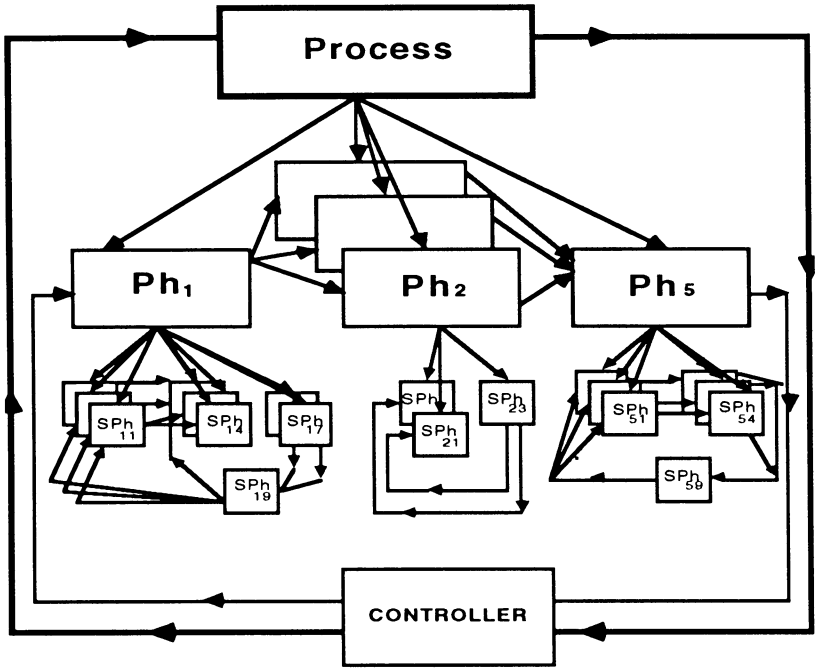 Process
Ph1
Ph2
Ph5
SPh
SPh 23
SPh 11
SPh 14
SPh 17
SPh 21
SPh 51
SPh 54
SPh 19
SPh 59
CONTROLLER